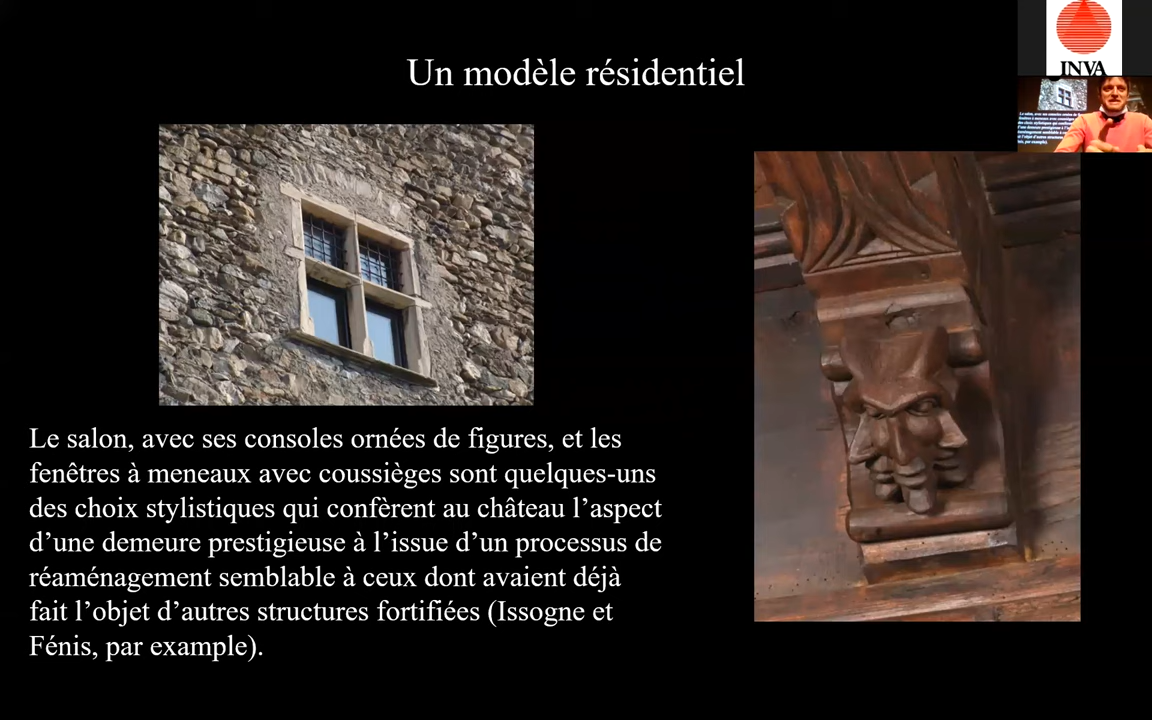 Un modèle résidentiel
INVA
Le salon, avec ses consoles ornées de figures, et les
fenêtres à meneaux avec coussièges sont quelques-uns
des choix stylistiques qui confèrent au château l’aspect
d’une demeure prestigieuse à l’issue d’un processus de
réaménagement semblable à ceux dont avaient déjà
fait l’objet d’autres structures fortifiées (Issogne et
Fénis, par example).